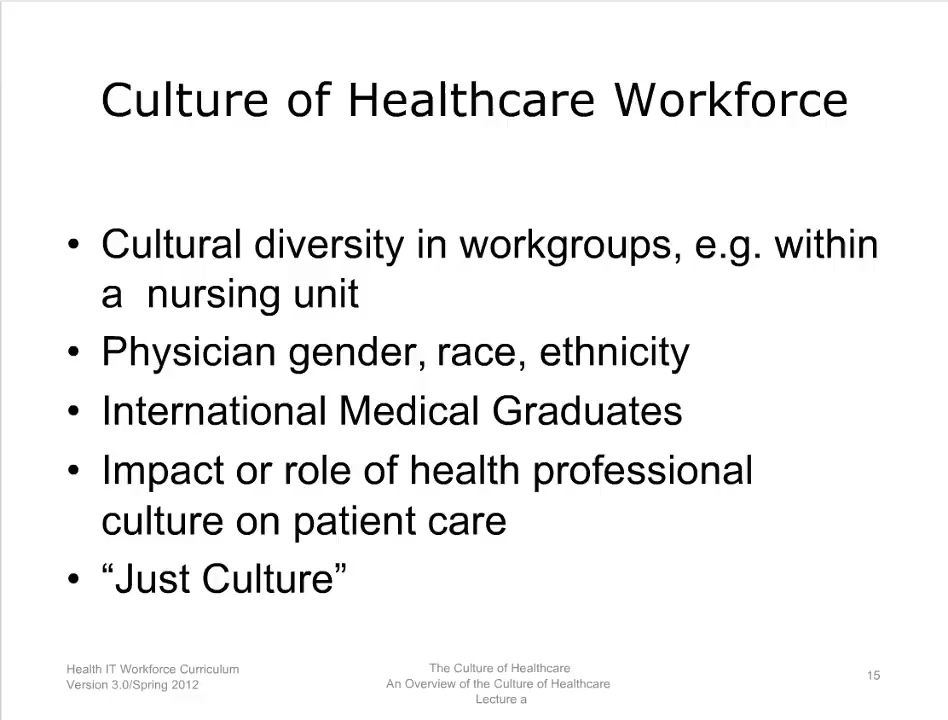 Culture of Healthcare Workforce
• Cultural diversity in workgroups, e.g. within
a  nursing unit
• Physician gender, race, ethnicity
• International Medical Graduates
• Impact or role of health professional
culture on patient care
• “Just Culture”
Health IT Workforce Curriculum
Version 3.0/Spring 2012
The Culture of Healthcare
An Overview of the Culture of Healthcare
Lecture a
15